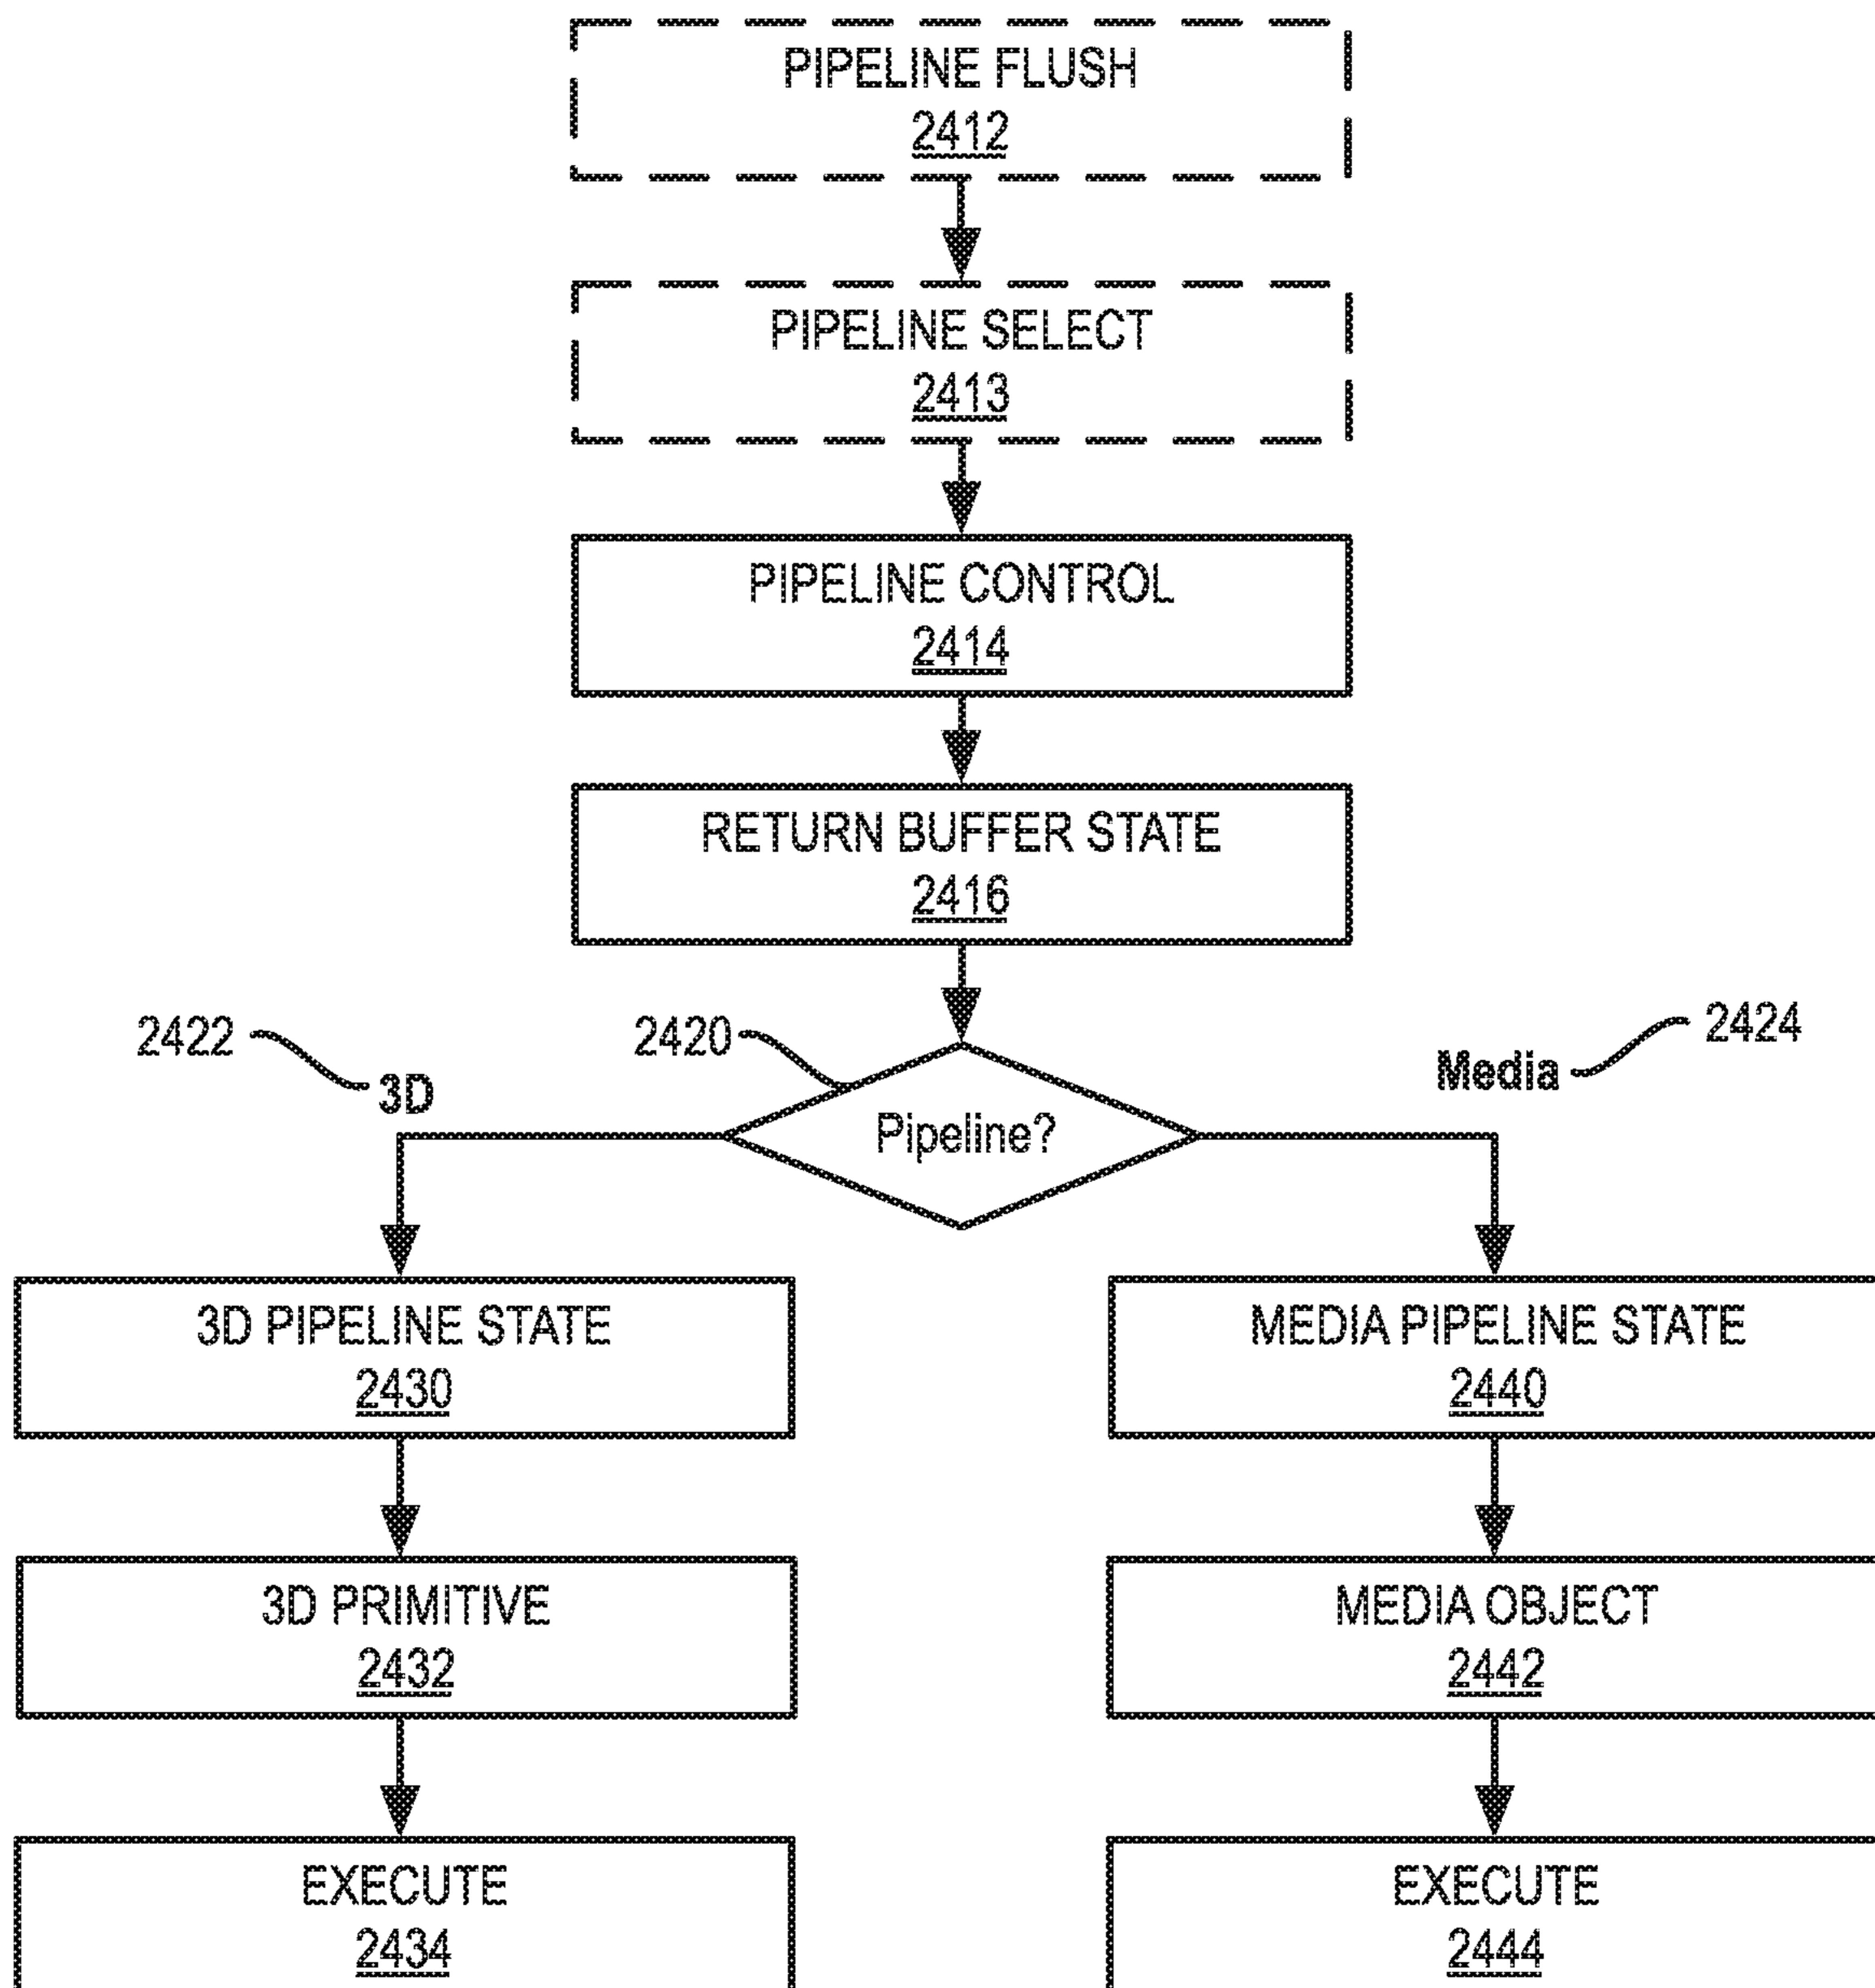 PIPELINE FLUSH
2412
PIPELINE SELECT
2413
PIPELINE CONTROL
2414
RETURN BUFFER STATE
2416
2422
2420
2424
3D
Media
Pipeline?
3D PIPELINE STATE
2430
MEDIA PIPELINE STATE
2440
3D PRIMITIVE
2432
MEDIA OBJECT
2442
EXECUTE
2434
EXECUTE
2444